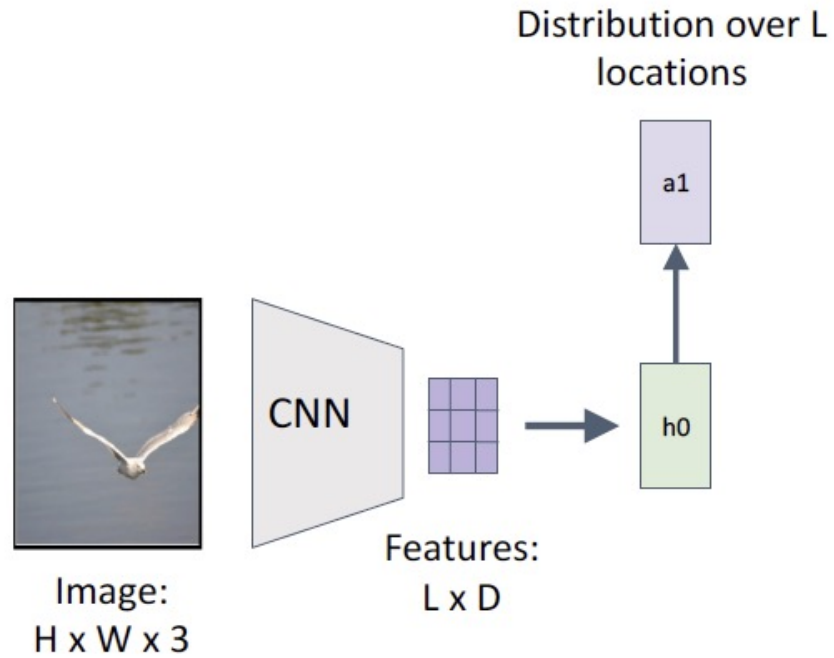 Distribution over L
locations
a1
CNN
h0
Features:
L x D
Image:
H x W x 3